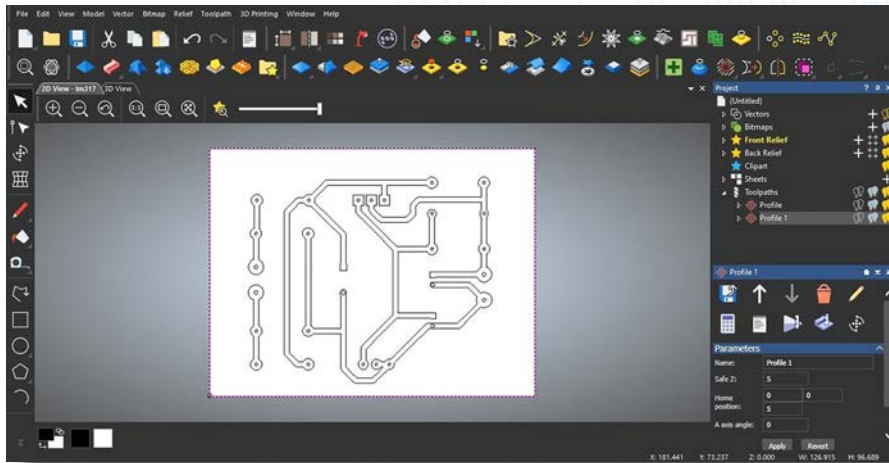 File Edit View Model Vector Bitmap Relief Toolpath 3D Printing Window Help
2D View - lm317 3D View
Project
(Untitled)
Vectors
Bitmaps
Front Relief
Back Relief
Clipart
Sheets
Toolpaths
Profile
Profile 1
Profile 1
Parameters
Name: Profile 1
Safe Z: 5
Home position: 0 0
5
A axis angle: 0
Apply Revert
X: 181.441 Y: 73.237 Z: 0.000 W: 126.915 H: 96.689